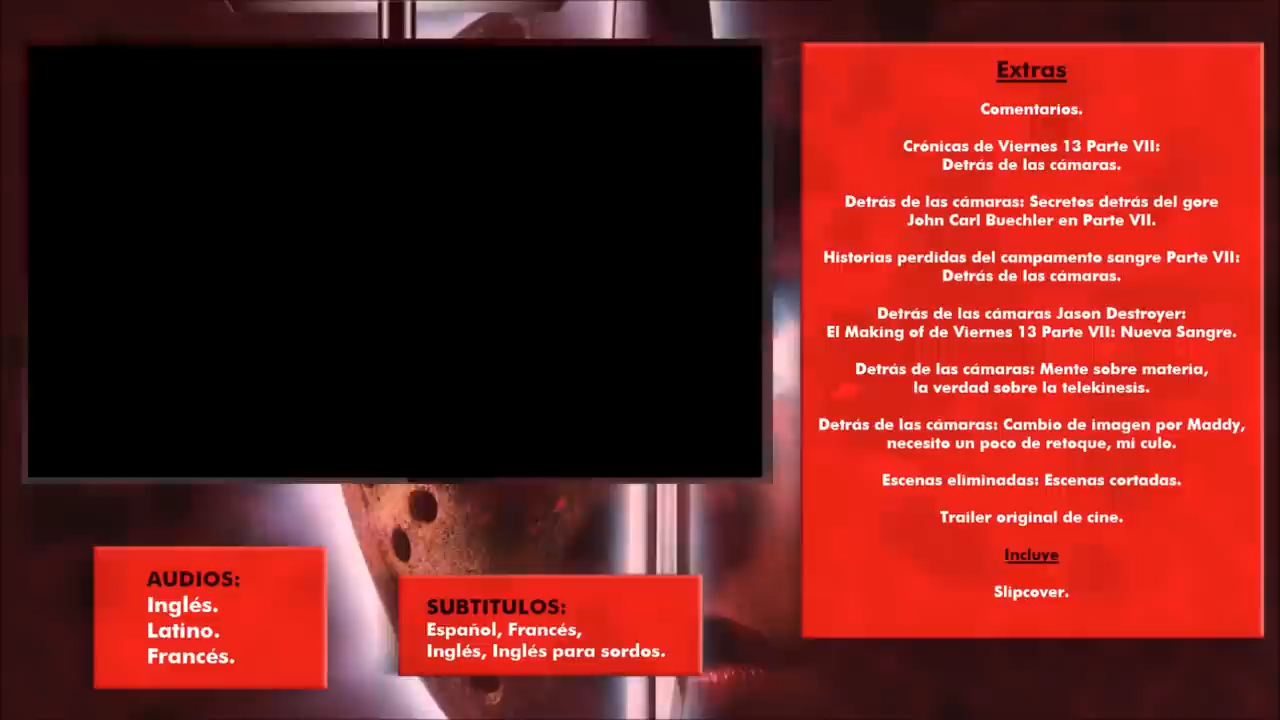 Extras
Comentarios.
Crónicas de Viernes 13 Parte VII:
Detrás de las cámaras.
Detrás de las cámaras: Secretos detrás del gore
John Carl Buechler en Parte VII.
Historias perdidas del campamento sangre Parte VII:
Detrás de las cámaras.
Detrás de las cámaras Jason Destroyer:
El Making of de Viernes 13 Parte VII: Nueva Sangre.
Detrás de las cámaras: Mente sobre materia,
la verdad sobre la telekinesis.
Detrás de las cámaras: Cambio de imagen por Maddy,
necesito un poco de retoque, mi culo.
Escenas eliminadas: Escenas cortadas.
Trailer original de cine.
Incluye
Slipcover.
AUDIOS:
Inglés.
Latino.
Francés.
SUBTITULOS:
Español, Francés,
Inglés, Inglés para sordos.